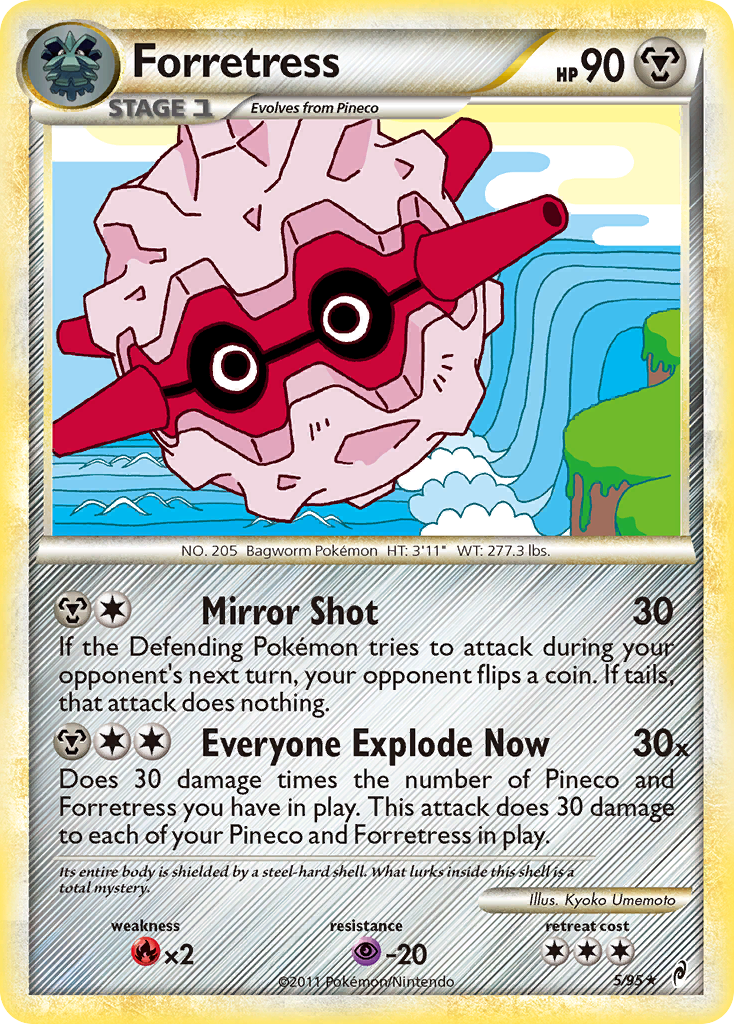 Forretress
HP 90
STAGE 1
Evolves from Pineco
NO. 205 Bagworm Pokémon HT: 3'11" WT: 277.3 lbs.
Mirror Shot 30
If the Defending Pokémon tries to attack during your
opponent's next turn, your opponent flips a coin. If tails,
that attack does nothing.
Everyone Explode Now 30x
Does 30 damage times the number of Pineco and
Forretress you have in play. This attack does 30 damage
to each of your Pineco and Forretress in play.
Its entire body is shielded by a steel-hard shell. What lurks inside this shell is a
total mystery.
Illus. Kyoko Umemoto
weakness resistance retreat cost
×2 -20
©2011 Pokémon/Nintendo 5/95★